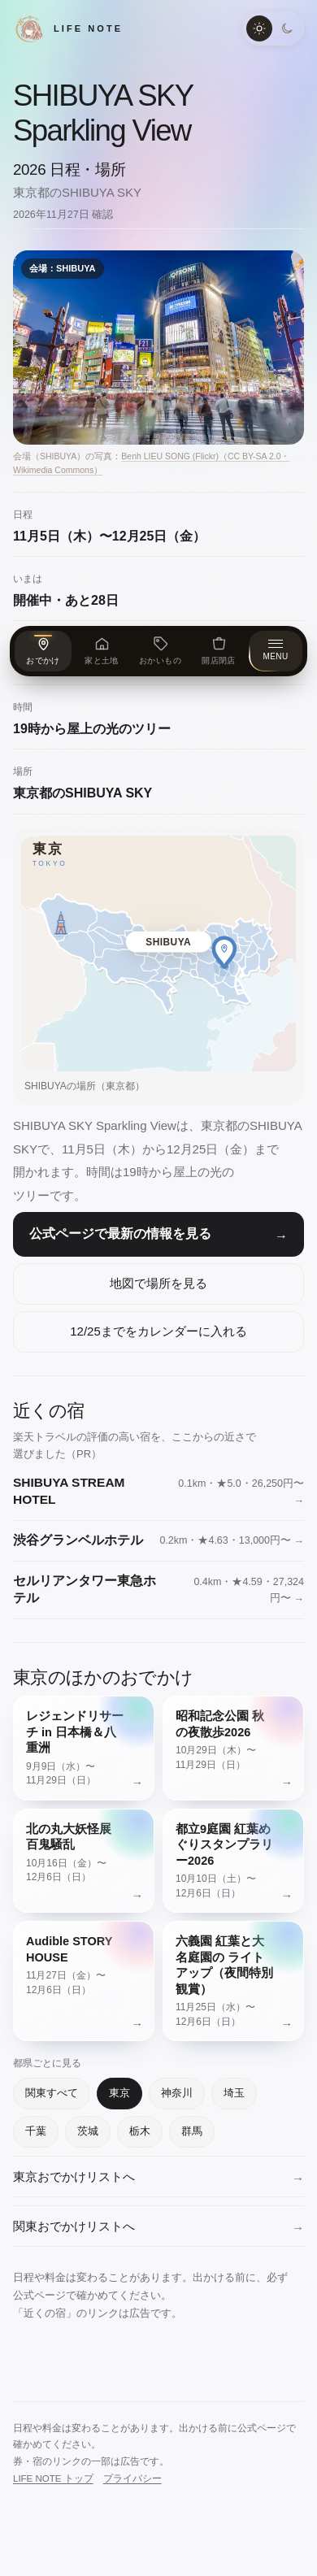 LIFE NOTE
SHIBUYA SKY
Sparkling View
2026 日程・場所
東京都のSHIBUYA SKY
2026年11月27日 確認
会場：SHIBUYA
会場（SHIBUYA）の写真：Benh LIEU SONG (Flickr)（CC BY-SA 2.0・
Wikimedia Commons）
日程
11月5日（木）〜12月25日（金）
いまは
開催中・あと28日
おでかけ
家と土地
おかいもの
開店閉店
MENU
時間
19時から屋上の光のツリー
場所
東京都のSHIBUYA SKY
東京
TOKYO
SHIBUYA
SHIBUYAの場所（東京都）
SHIBUYA SKY Sparkling Viewは、東京都のSHIBUYA
SKYで、11月5日（木）から12月25日（金）まで
開かれます。時間は19時から屋上の光の
ツリーです。
公式ページで最新の情報を見る →
地図で場所を見る
12/25までをカレンダーに入れる
近くの宿
楽天トラベルの評価の高い宿を、ここからの近さで
選びました（PR）
SHIBUYA STREAM
HOTEL
0.1km・★5.0・26,250円〜
→
渋谷グランベルホテル 0.2km・★4.63・13,000円〜 →
セルリアンタワー東急ホ
テル
0.4km・★4.59・27,324
円〜 →
東京のほかのおでかけ
レジェンドリサー
チ in 日本橋＆八
重洲
9月9日（水）〜
11月29日（日）
→
昭和記念公園 秋
の夜散歩2026
10月29日（木）〜
11月29日（日）
→
北の丸大妖怪展
百鬼騒乱
10月16日（金）〜
12月6日（日）
→
都立9庭園 紅葉め
ぐりスタンプラリ
ー2026
10月10日（土）〜
12月6日（日）
→
Audible STORY
HOUSE
11月27日（金）〜
12月6日（日）
→
六義園 紅葉と大
名庭園の ライト
アップ（夜間特別
観賞）
11月25日（水）〜
12月6日（日）
→
都県ごとに見る
関東すべて 東京 神奈川 埼玉
千葉 茨城 栃木 群馬
東京おでかけリストへ →
関東おでかけリストへ →
日程や料金は変わることがあります。出かける前に、必ず
公式ページで確かめてください。
「近くの宿」のリンクは広告です。
日程や料金は変わることがあります。出かける前に公式ページで
確かめてください。
券・宿のリンクの一部は広告です。
LIFE NOTE トップ プライバシー